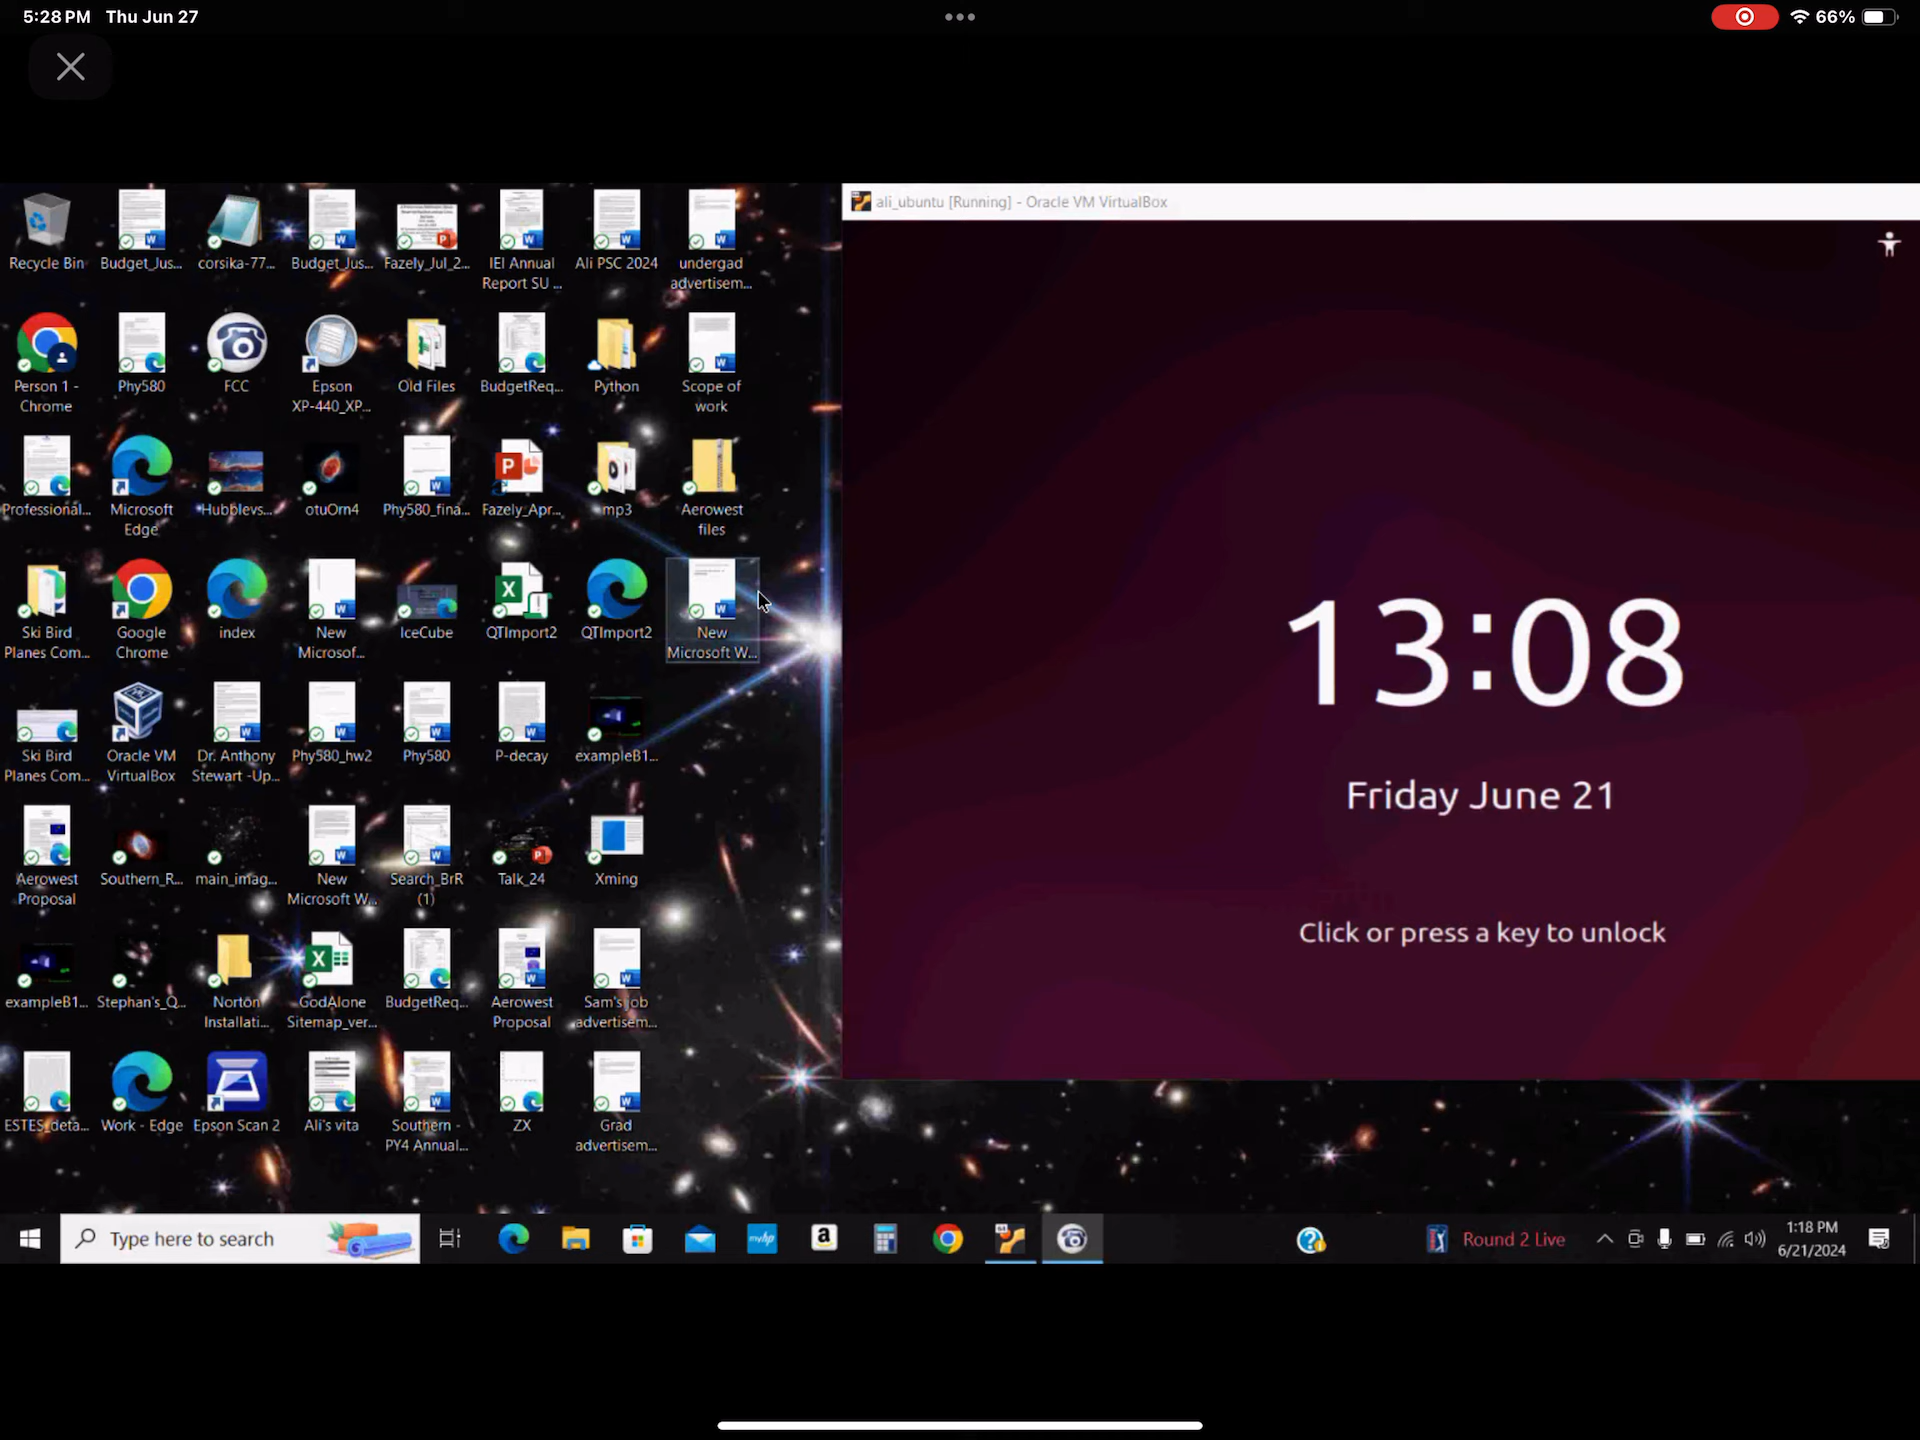 5:28 PM Thu Jun 27
66%
ali_ubuntu [Running] - Oracle VM VirtualBox
Recycle Bin
Budget_Jus...
corsika-77...
Budget_Jus...
Fazely_Jul_2...
IEI Annual
Report SU ...
Ali PSC 2024
undergad
advertisem...
Person 1 -
Chrome
Phy580
FCC
Epson
XP-440_XP...
Old Files
BudgetReq...
Python
Scope of
work
Professional...
Microsoft
Edge
Hubblevs...
otuOrn4
Phy580_fina...
Fazely_Apr...
mp3
Aerowest
files
Ski Bird
Planes Com...
Google
Chrome
index
New
Microsof...
IceCube
QTImport2
QTImport2
New
Microsoft W...
Ski Bird
Planes Com...
Oracle VM
VirtualBox
Dr. Anthony
Stewart -Up...
Phy580_hw2
Phy580
P-decay
exampleB1...
Aerowest
Proposal
Southern_R...
main_imag...
New
Microsoft W...
Search_BrR
(1)
Talk_24
Xming
exampleB1...
Stephan's_Q...
Norton
Installati...
GodAlone
Sitemap_ver...
BudgetReq...
Aerowest
Proposal
Sam's job
advertisem...
ESTES_deta...
Work - Edge
Epson Scan 2
Ali's vita
Southern -
PY4 Annual...
ZX
Grad
advertisem...
13:08
Friday June 21
Click or press a key to unlock
Type here to search
Round 2 Live
1:18 PM
6/21/2024